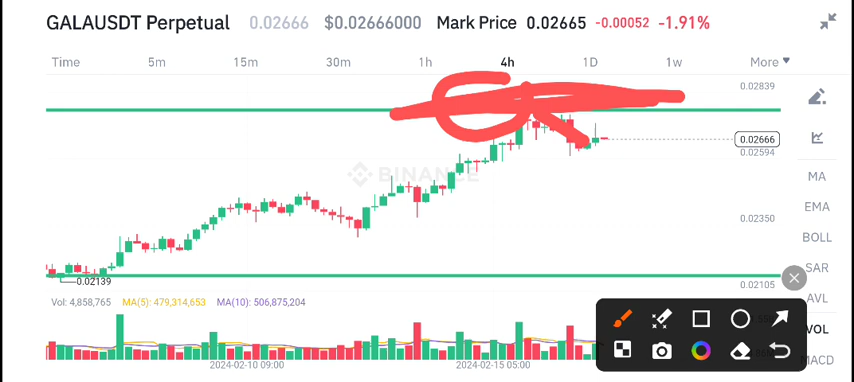 GALAUSDT Perpetual 0.02666 $0.02666000 Mark Price 0.02665 -0.00052 -1.91%
Time 5m 15m 30m 1h 4h 1D 1w More
0.02839
0.02666
0.02594
BINANCE
MA
EMA
0.02350
BOLL
SAR
0.02139
0.02105
AVL
Vol: 4,858,765 MA(5): 479,314,653 MA(10): 506,875,204
VOL
MACD
2024-02-10 09:00 2024-02-15 05:00